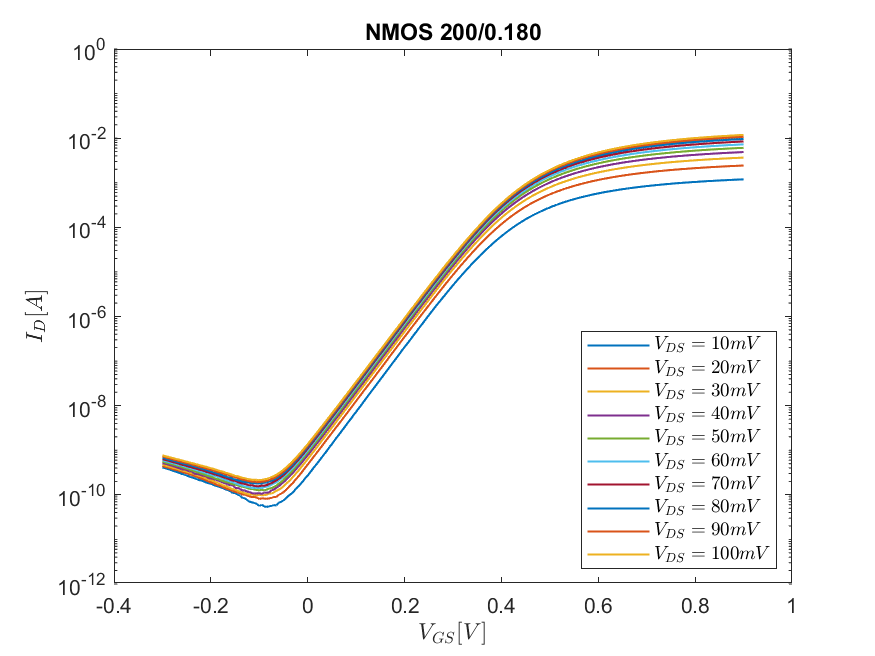 NMOS 200/0.180
10^0
10^-2
10^-4
10^-6
10^-8
10^-10
10^-12
I_D[A]
V_DS = 10mV
V_DS = 20mV
V_DS = 30mV
V_DS = 40mV
V_DS = 50mV
V_DS = 60mV
V_DS = 70mV
V_DS = 80mV
V_DS = 90mV
V_DS = 100mV
-0.4 -0.2 0 0.2 0.4 0.6 0.8 1
V_GS[V]